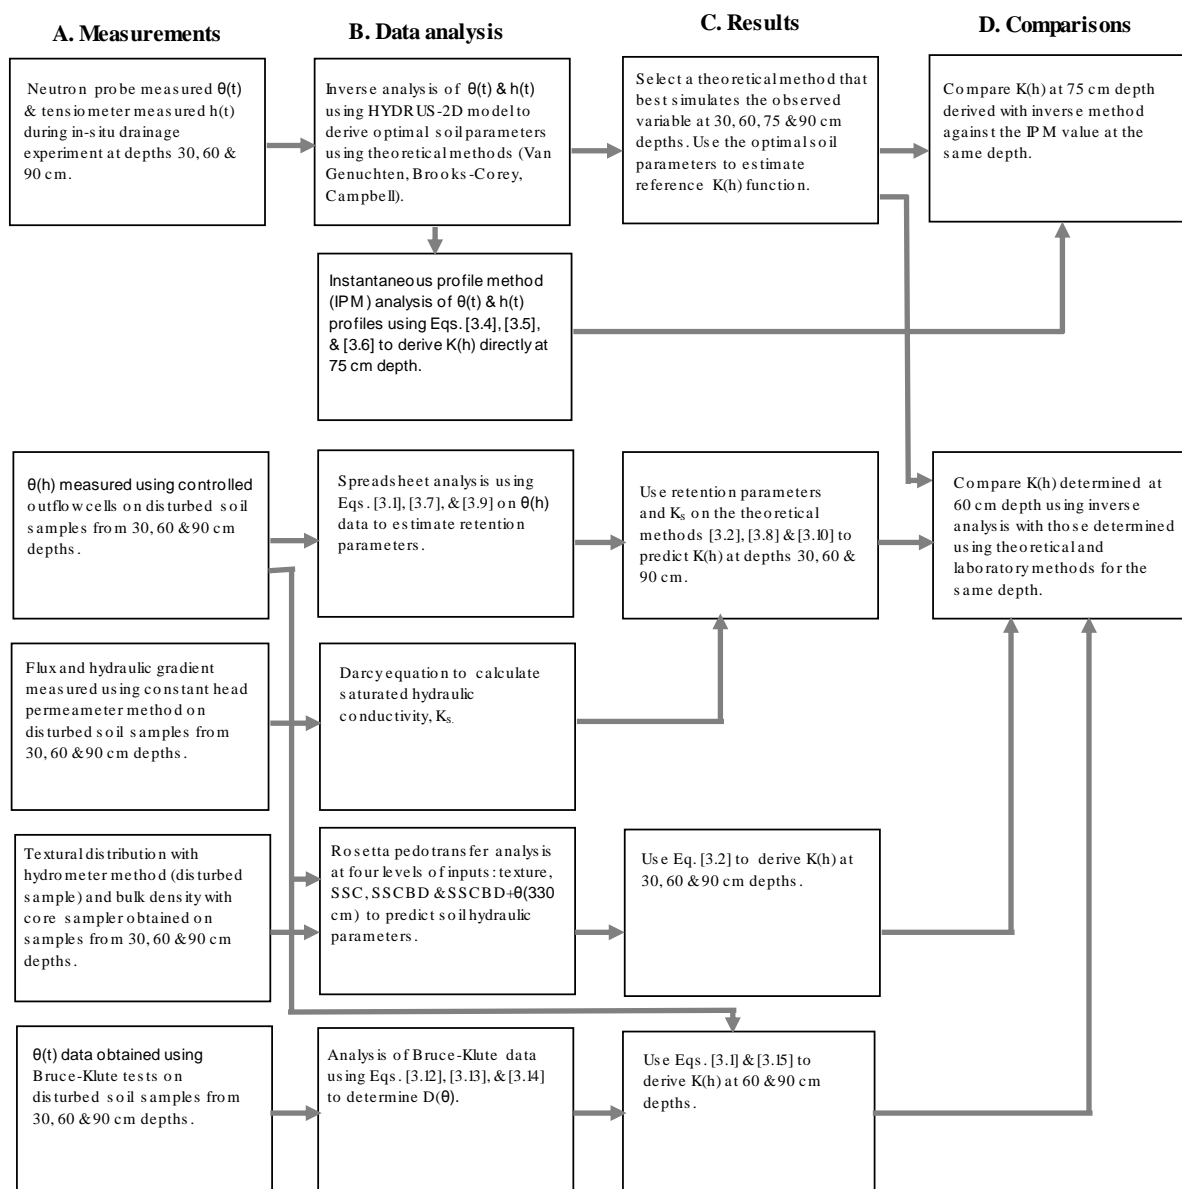 A. Measurements
B. Data analysis
C. Results
D. Comparisons
Neutron probe measured θ(t)
& tensiometer measured h(t)
during in-situ drainage
experiment at depths 30, 60 &
90 cm.
Inverse analysis of θ(t) & h(t)
using HYDRUS-2D model to
derive optimal soil parameters
using theoretical methods (Van
Genuchten, Brooks-Corey,
Campbell).
Select a theoretical method that
best simulates the observed
variable at 30, 60, 75 & 90 cm
depths. Use the optimal soil
parameters to estimate
reference K(h) function.
Compare K(h) at 75 cm depth
derived with inverse method
against the IPM value at the
same depth.
Instantaneous profile method
(IPM) analysis of θ(t) & h(t)
profiles using Eqs. [3.4], [3.5],
& [3.6] to derive K(h) directly at
75 cm depth.
θ(h) measured using controlled
outflow cells on disturbed soil
samples from 30, 60 & 90 cm
depths.
Spreadsheet analysis using
Eqs. [3.1], [3.7], & [3.9] on θ(h)
data to estimate retention
parameters.
Use retention parameters
and Ks on the theoretical
methods [3.2], [3.8] & [3.10] to
predict K(h) at depths 30, 60 &
90 cm.
Compare K(h) determined at
60 cm depth using inverse
analysis with those determined
using theoretical and
laboratory methods for the
same depth.
Flux and hydraulic gradient
measured using constant head
permeameter method on
disturbed soil samples from
30, 60 & 90 cm depths.
Darcy equation to calculate
saturated hydraulic
conductivity, Ks.
Textural distribution with
hydrometer method (disturbed
sample) and bulk density with
core sampler obtained on
samples from 30, 60 & 90 cm
depths.
Rosetta pedotransfer analysis
at four levels of inputs: texture,
SSC, SSCBD & SSCBD+θ(330
cm) to predict soil hydraulic
parameters.
Use Eq. [3.2] to derive K(h) at
30, 60 & 90 cm depths.
θ(t) data obtained using
Bruce-Klute tests on
disturbed soil samples from
30, 60 & 90 cm depths.
Analysis of Bruce-Klute data
using Eqs. [3.12], [3.13], & [3.14]
to determine D(θ).
Use Eqs. [3.1] & [3.15] to
derive K(h) at 60 & 90 cm
depths.